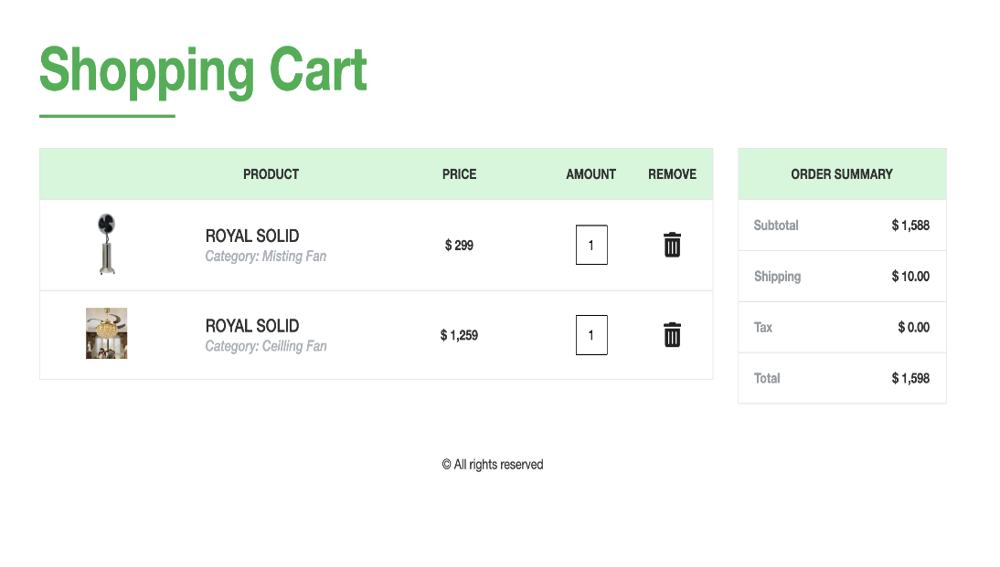 Shopping Cart
PRODUCT PRICE AMOUNT REMOVE
ROYAL SOLID
Category: Misting Fan
$ 299
1
ROYAL SOLID
Category: Ceilling Fan
$ 1,259
1
ORDER SUMMARY
Subtotal $ 1,588
Shipping $ 10.00
Tax $ 0.00
Total $ 1,598
© All rights reserved